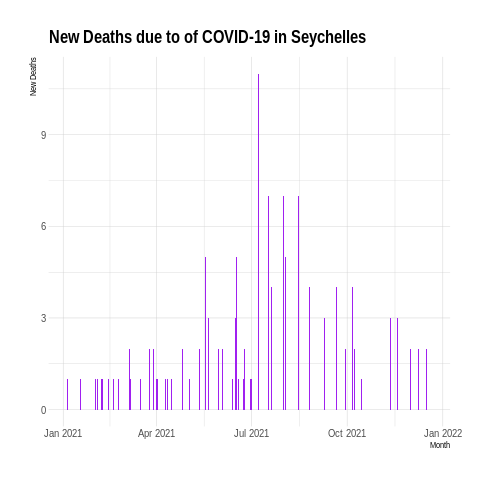 New Deaths due to of COVID-19 in Seychelles
New Deaths
9
6
3
0
Jan 2021 Apr 2021 Jul 2021 Oct 2021 Jan 2022
Month